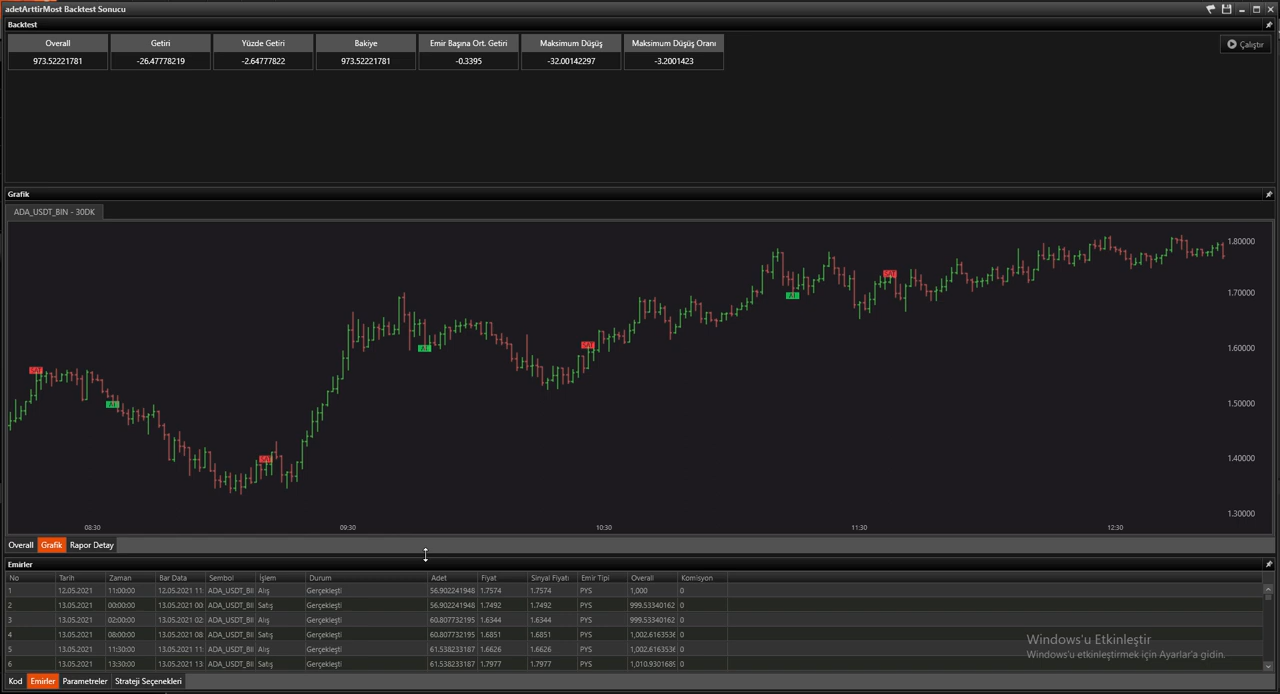 adetArttirMost Backtest Sonucu
Backtest
Overall Getiri Yüzde Getiri Bakiye Emir Başına Ort. Getiri Maksimum Düşüş Maksimum Düşüş Oranı
973.52221781 -26.47778219 -2.64777822 973.52221781 -0.3395 -32.00142297 -3.2001423
Çalıştır
Grafik
ADA_USDT_BIN - 30DK
1.80000
SAT
AL
1.70000
SAT
AL
1.60000
SAT
AL
1.50000
SAT
1.40000
1.30000
08:30 09:30 10:30 11:30 12:30
Overall Grafik Rapor Detay
Emirler
No Tarih Zaman Bar Data Sembol İşlem Durum Adet Fiyat Sinyal Fiyatı Emir Tipi Overall Komisyon
1 12.05.2021 11:00:00 12.05.2021 11: ADA_USDT_BI Alış Gerçekleşti 56.902241948 1.7574 1.7574 PYS 1,000 0
2 13.05.2021 00:00:00 13.05.2021 00: ADA_USDT_BI Satış Gerçekleşti 56.902241948 1.7492 1.7492 PYS 999.53340162 0
3 13.05.2021 02:00:00 13.05.2021 02: ADA_USDT_BI Alış Gerçekleşti 60.807732195 1.6344 1.6344 PYS 999.53340162 0
4 13.05.2021 08:00:00 13.05.2021 08: ADA_USDT_BI Satış Gerçekleşti 60.807732195 1.6851 1.6851 PYS 1,002.6163536 0
5 13.05.2021 11:30:00 13.05.2021 11: ADA_USDT_BI Alış Gerçekleşti 61.538233187 1.6626 1.6626 PYS 1,002.6163536 0
6 13.05.2021 13:30:00 13.05.2021 13: ADA_USDT_BI Satış Gerçekleşti 61.538233187 1.7977 1.7977 PYS 1,010.9301689 0
Windows'u Etkinleştir
Windows'u etkinleştirmek için Ayarlar'a gidin.
Kod Emirler Parametreler Strateji Seçenekleri